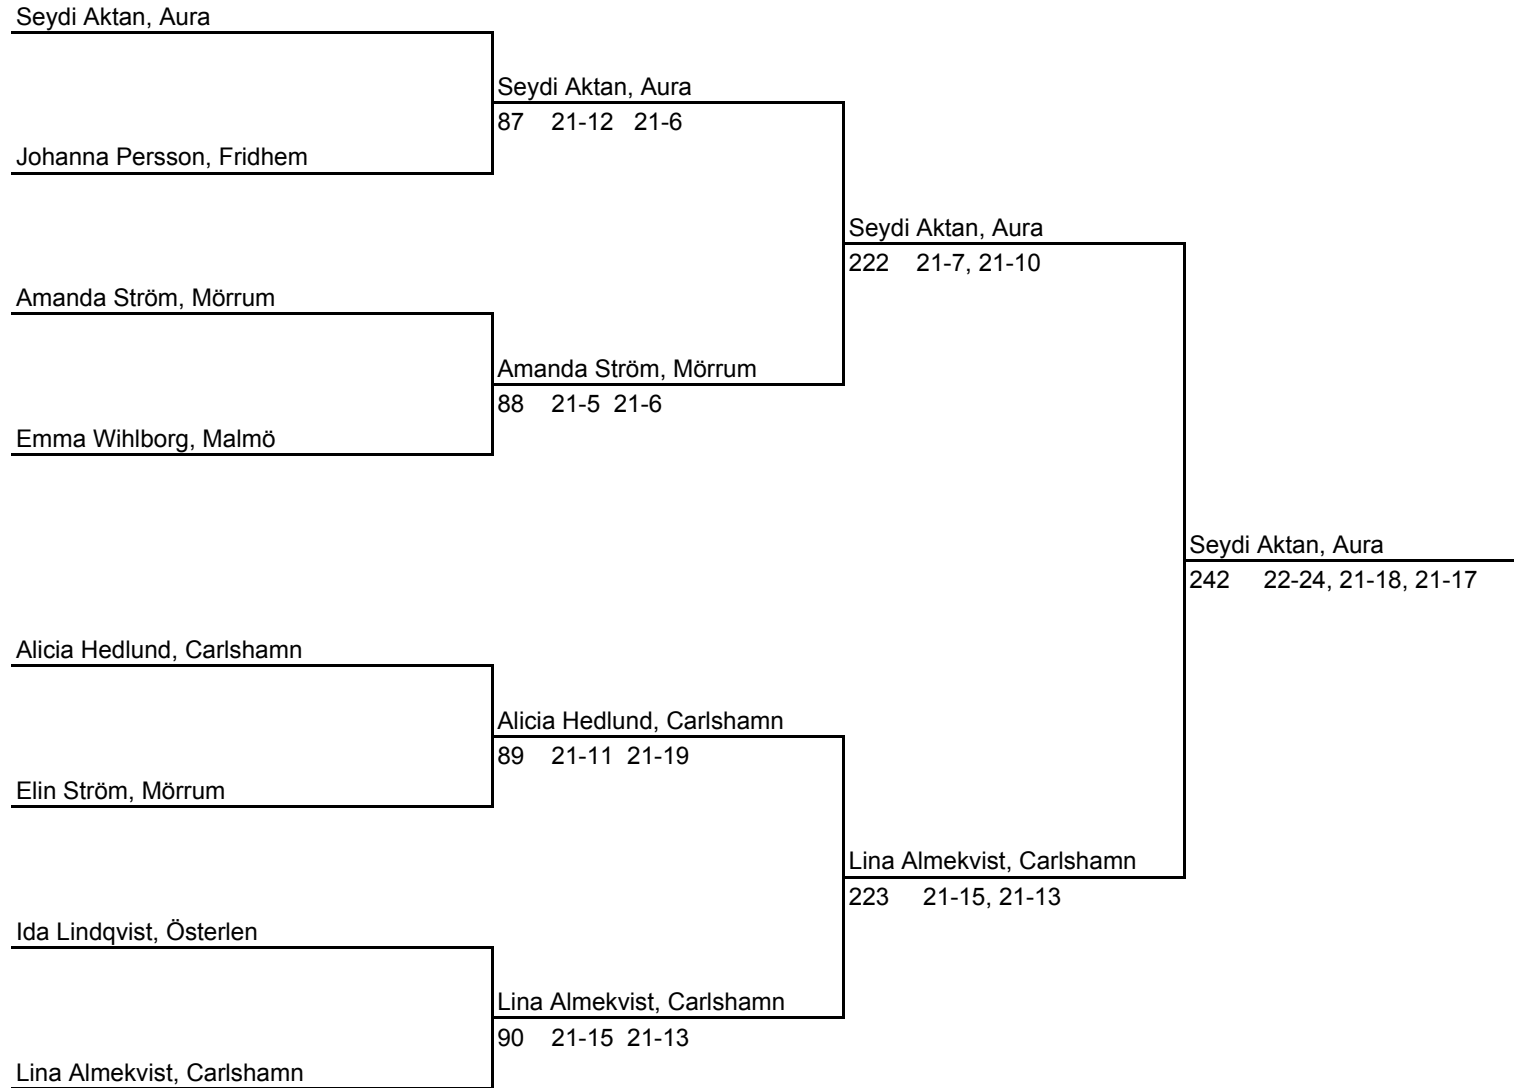 Seydi Aktan, Aura
Seydi Aktan, Aura
87 21-12 21-6
Johanna Persson, Fridhem
Seydi Aktan, Aura
222 21-7, 21-10
Amanda Ström, Mörrum
Amanda Ström, Mörrum
88 21-5 21-6
Emma Wihlborg, Malmö
Seydi Aktan, Aura
242 22-24, 21-18, 21-17
Alicia Hedlund, Carlshamn
Alicia Hedlund, Carlshamn
89 21-11 21-19
Elin Ström, Mörrum
Lina Almekvist, Carlshamn
223 21-15, 21-13
Ida Lindqvist, Österlen
Lina Almekvist, Carlshamn
90 21-15 21-13
Lina Almekvist, Carlshamn